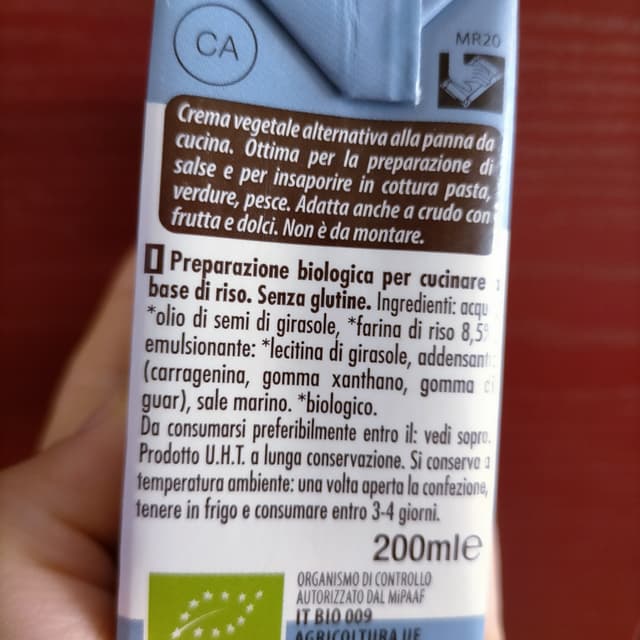 CA
MR20
Crema vegetale alternativa alla panna da
cucina. Ottima per la preparazione di
salse e per insaporire in cottura pasta,
verdure, pesce. Adatta anche a crudo con
frutta e dolci. Non è da montare.
Preparazione biologica per cucinare
base di riso. Senza glutine. Ingredienti: acqu
*olio di semi di girasole, *farina di riso 8,5%
emulsionante: *lecitina di girasole, addensant
(carragenina, gomma xanthano, gomma di
guar), sale marino. *biologico.
Da consumarsi preferibilmente entro il: vedi sopra.
Prodotto U.H.T. a lunga conservazione. Si conserva a
temperatura ambiente: una volta aperta la confezione,
tenere in frigo e consumare entro 3-4 giorni.
200ml e
ORGANISMO DI CONTROLLO
AUTORIZZATO DAL MiPAAF
IT BIO 009
AGRICOLTURA UE